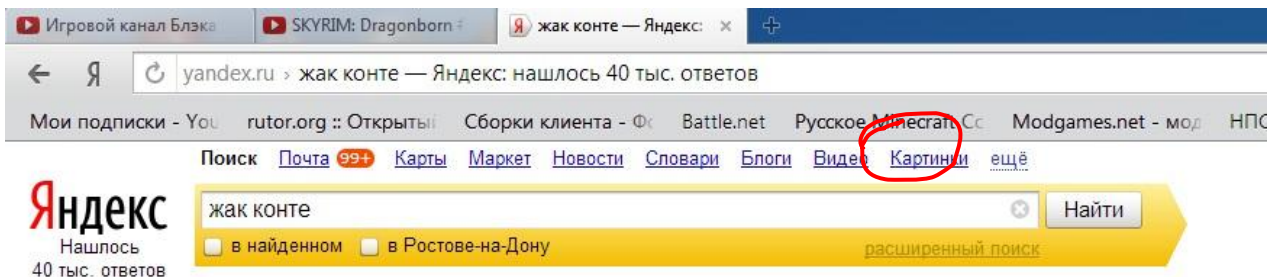 Игровой канал Блэка SKYRIM: Dragonborn жак конте — Яндекс:
Я yandex.ru › жак конте — Яндекс: нашлось 40 тыс. ответов
Мои подписки - You rutor.org :: Открытый Сборки клиента - Фо Battle.net Русское Minecraft Со Modgames.net - мод НПС
Поиск Почта 99+ Карты Маркет Новости Словари Блоги Видео Картинки ещё
Яндекс
жак конте Найти
Нашлось
40 тыс. ответов
в найденном в Ростове-на-Дону расширенный поиск